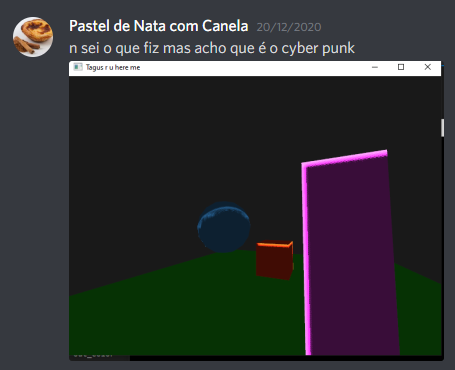 Pastel de Nata com Canela 20/12/2020
n sei o que fiz mas acho que é o cyber punk
Tagus r u here me